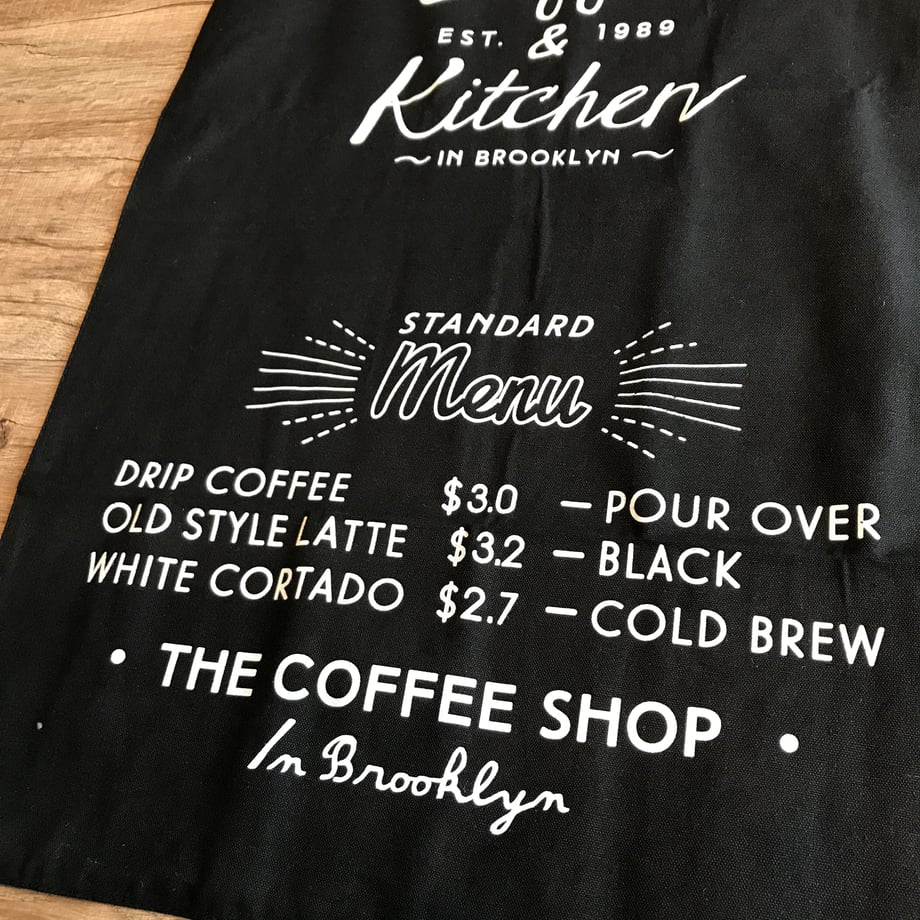 EST. & 1989
Kitchen
~IN BROOKLYN~
STANDARD
Menu
DRIP COFFEE $3.0 — POUR OVER
OLD STYLE LATTE $3.2 — BLACK
WHITE CORTADO $2.7 — COLD BREW
• THE COFFEE SHOP •
In Brooklyn